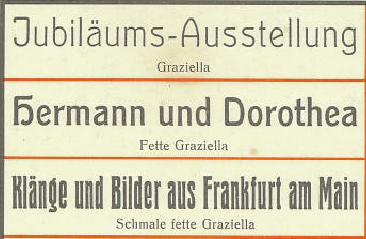 Jubiläums-Ausstellung
Graziella
Hermann und Dorothea
Fette Graziella
Klänge und Bilder aus Frankfurt am Main
Schmale fette Graziella